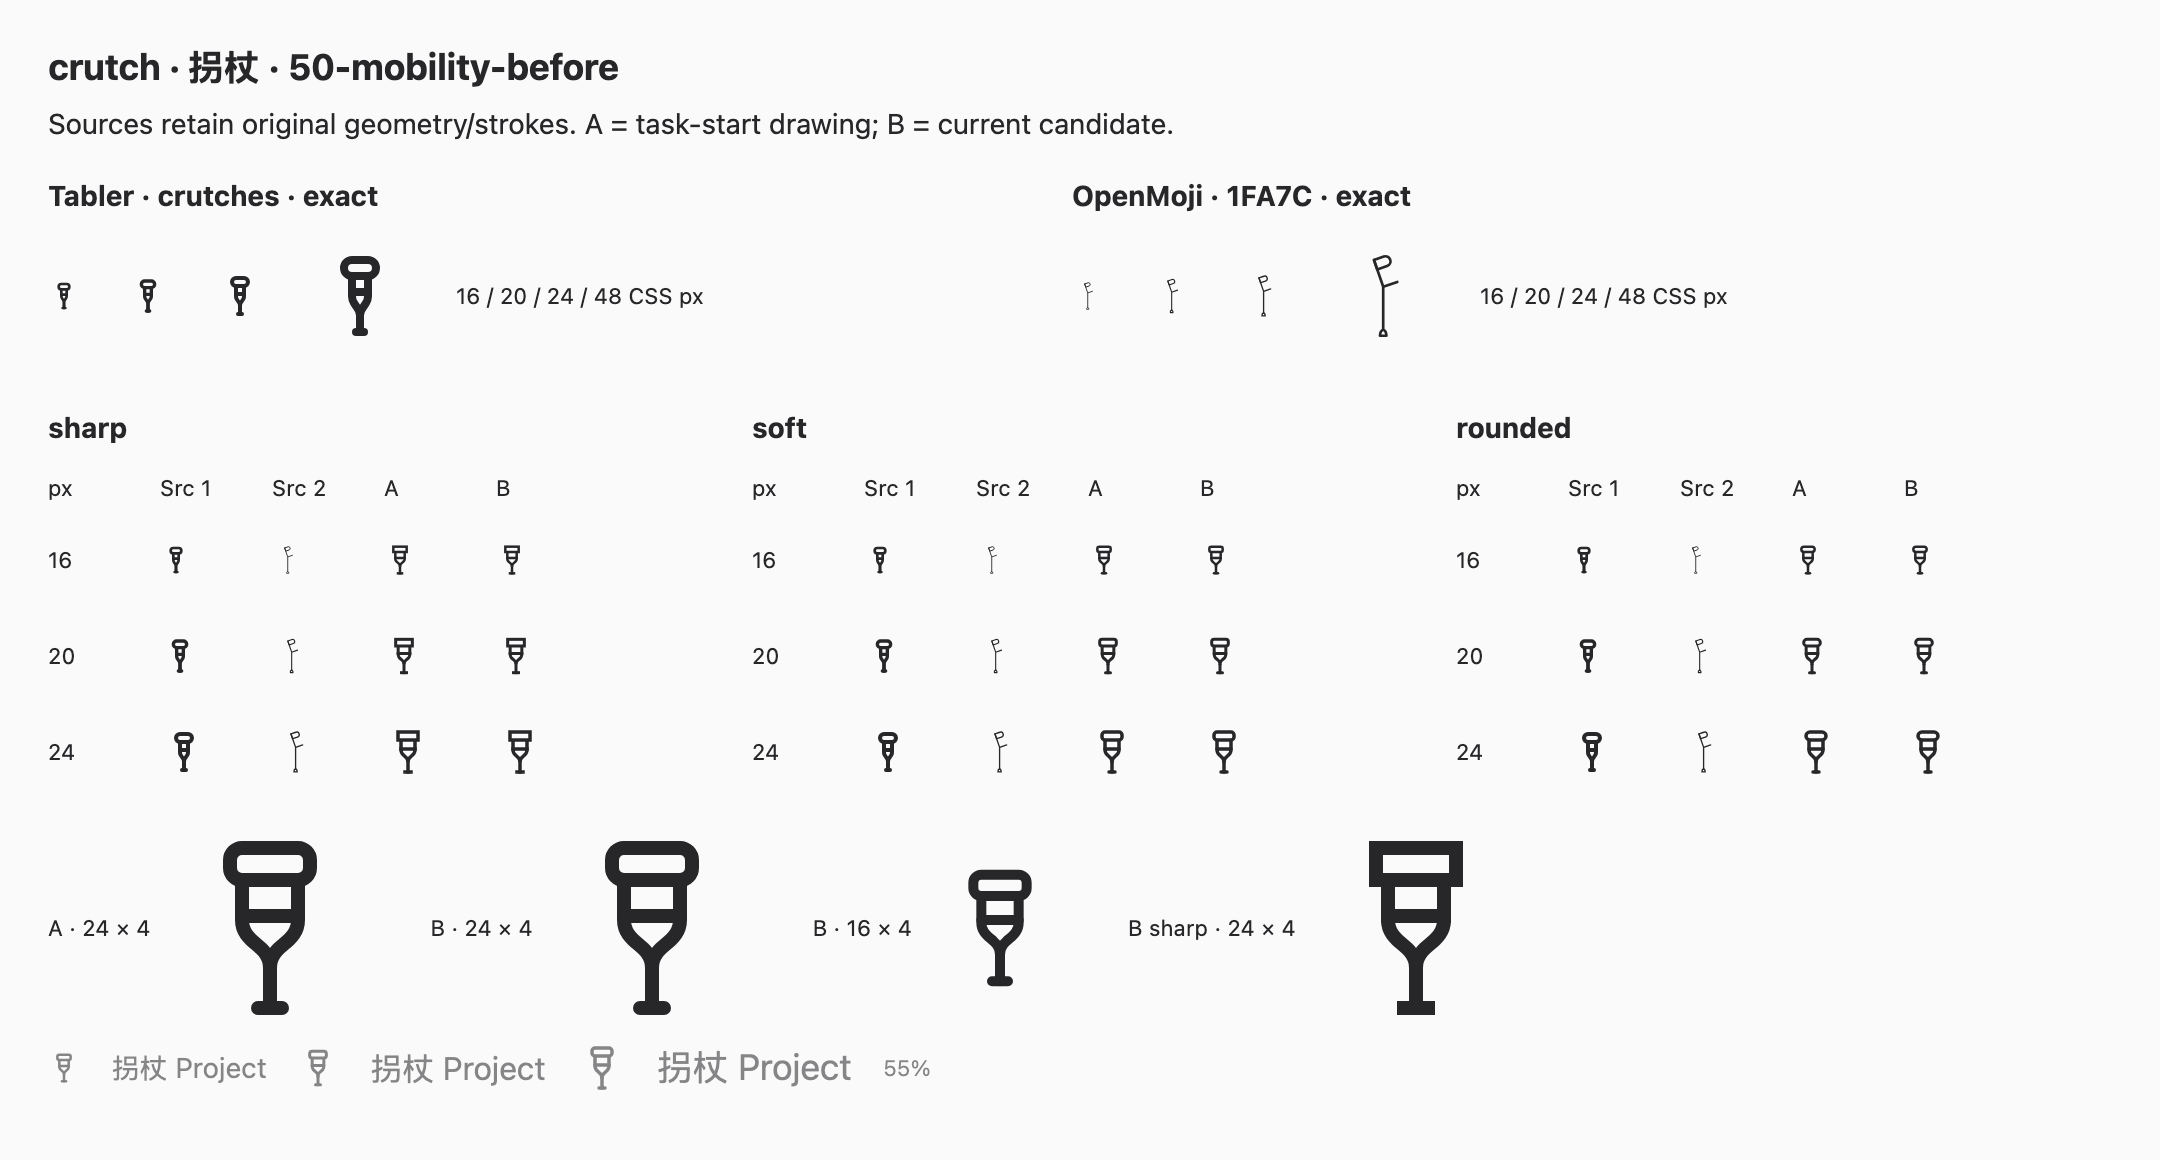 crutch · 拐杖 · 50-mobility-before
Sources retain original geometry/strokes. A = task-start drawing; B = current candidate.
Tabler · crutches · exact
16 / 20 / 24 / 48 CSS px
OpenMoji · 1FA7C · exact
16 / 20 / 24 / 48 CSS px
sharp
px Src 1 Src 2 A B
16
20
24
soft
px Src 1 Src 2 A B
16
20
24
rounded
px Src 1 Src 2 A B
16
20
24
A · 24 × 4
B · 24 × 4
B · 16 × 4
B sharp · 24 × 4
拐杖 Project 拐杖 Project 拐杖 Project 55%